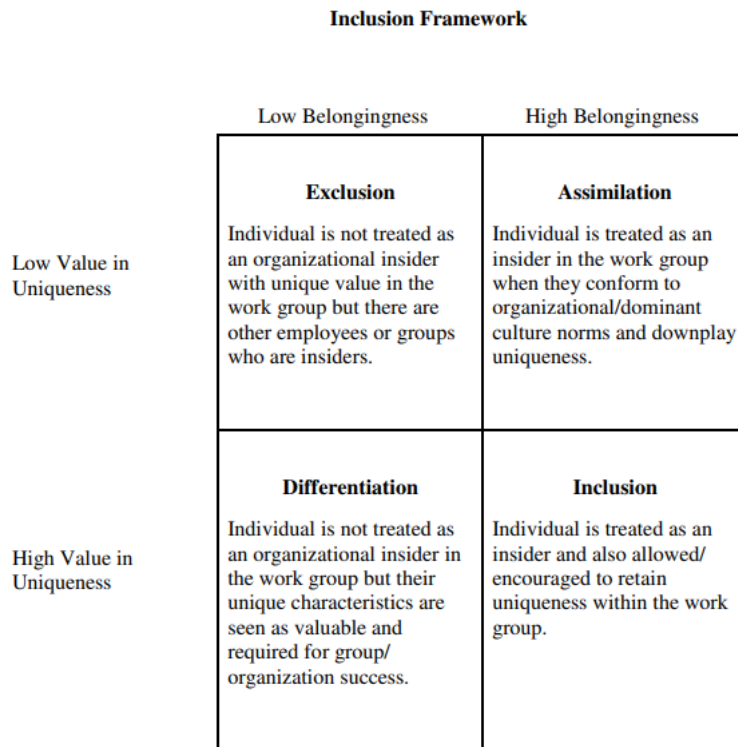 Inclusion Framework
Low Belongingness
High Belongingness
Low Value in
Uniqueness
Exclusion
Individual is not treated as
an organizational insider
with unique value in the
work group but there are
other employees or groups
who are insiders.
Assimilation
Individual is treated as an
insider in the work group
when they conform to
organizational/dominant
culture norms and downplay
uniqueness.
High Value in
Uniqueness
Differentiation
Individual is not treated as
an organizational insider in
the work group but their
unique characteristics are
seen as valuable and
required for group/
organization success.
Inclusion
Individual is treated as an
insider and also allowed/
encouraged to retain
uniqueness within the work
group.